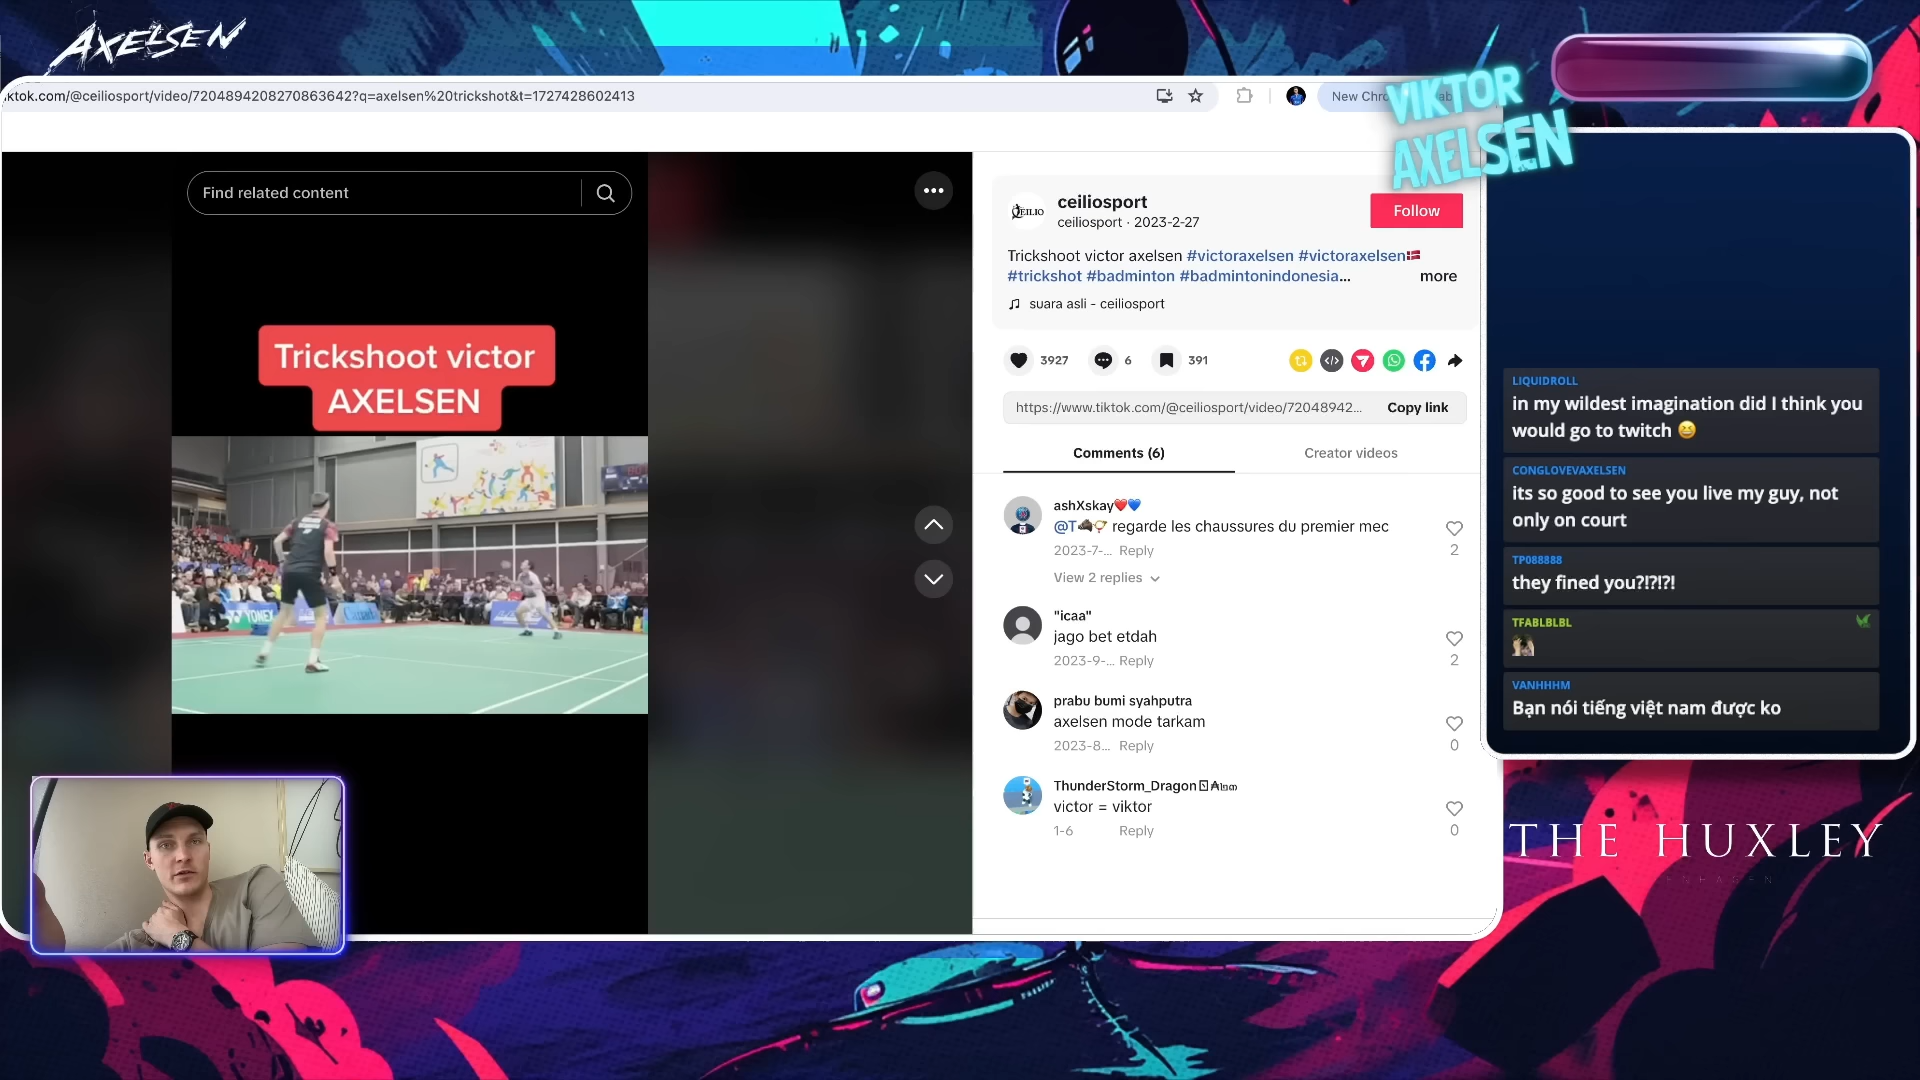 AXELSEN
ktok.com/@ceiliosport/video/7204894208270863642?q=axelsen%20trickshot&t=1727428602413
New Chro
VIKTOR
AXELSEN
Find related content
Trickshoot victor
AXELSEN
YONEX
CEILIO
ceiliosport
ceiliosport · 2023-2-27
Follow
Trickshoot victor axelsen #victoraxelsen #victoraxelsen🇩🇰
#trickshot #badminton #badmintonindonesia... more
suara asli - ceiliosport
3927
6
391
https://www.tiktok.com/@ceiliosport/video/72048942... Copy link
Comments (6)
Creator videos
ashXskay❤️💙
@T regarde les chaussures du premier mec
2023-7-... Reply
2
View 2 replies
"icaa"
jago bet etdah
2023-9-... Reply
2
prabu bumi syahputra
axelsen mode tarkam
2023-8... Reply
0
ThunderStorm_Dragon
victor = viktor
1-6 Reply
0
LIQUIDROLL
in my wildest imagination did I think you
would go to twitch 😆
CONGLOVEVAXELSEN
its so good to see you live my guy, not
only on court
TP088888
they fined you?!?!?!
TFABLBLBL
VANHHHM
Bạn nói tiếng việt nam được ko
THE HUXLEY